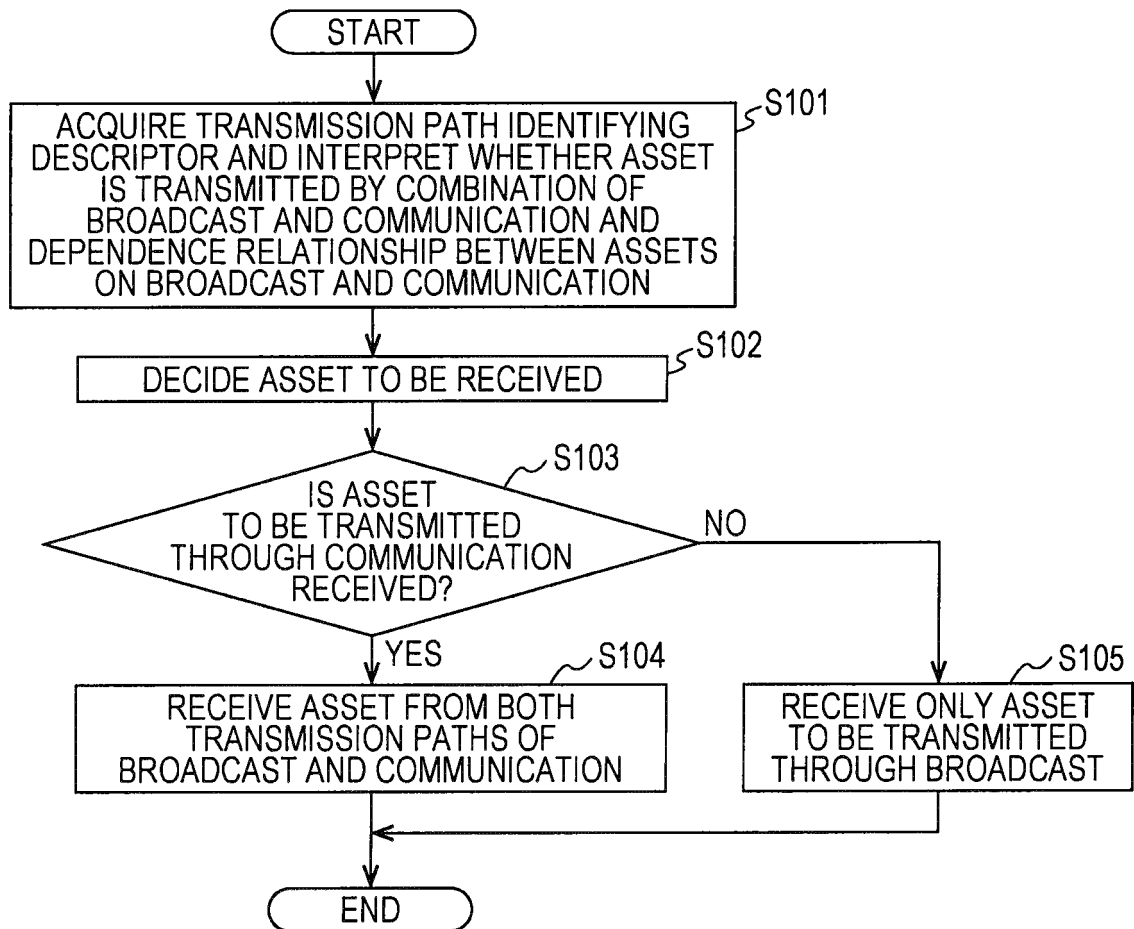 START
S101
ACQUIRE TRANSMISSION PATH IDENTIFYING
DESCRIPTOR AND INTERPRET WHETHER ASSET
IS TRANSMITTED BY COMBINATION OF
BROADCAST AND COMMUNICATION AND
DEPENDENCE RELATIONSHIP BETWEEN ASSETS
ON BROADCAST AND COMMUNICATION
S102
DECIDE ASSET TO BE RECEIVED
S103
IS ASSET
TO BE TRANSMITTED
THROUGH COMMUNICATION
RECEIVED?
NO
YES
S104
RECEIVE ASSET FROM BOTH
TRANSMISSION PATHS OF
BROADCAST AND COMMUNICATION
S105
RECEIVE ONLY ASSET
TO BE TRANSMITTED
THROUGH BROADCAST
END